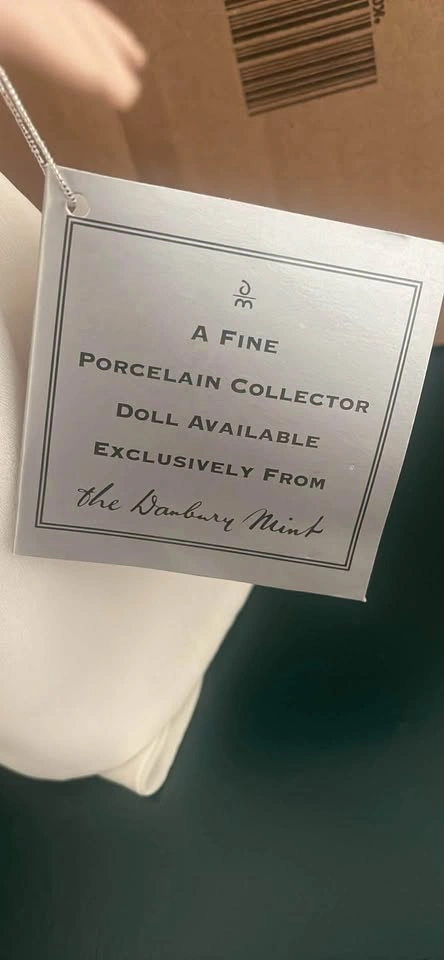 A FINE
PORCELAIN COLLECTOR
DOLL AVAILABLE
EXCLUSIVELY FROM
the Danbury Mint